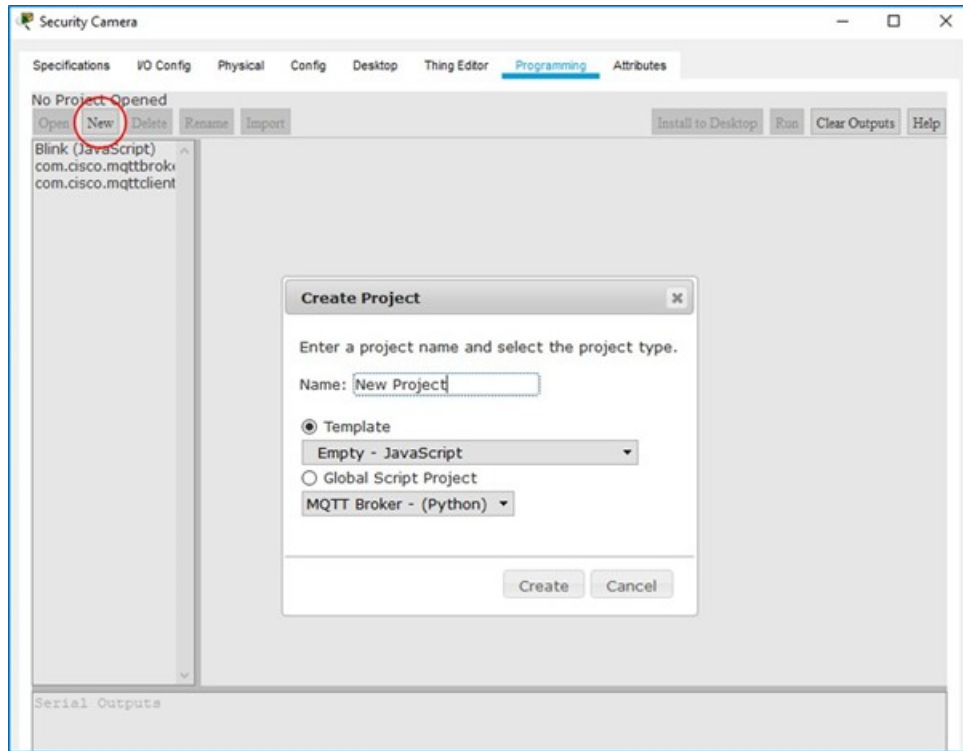 Security Camera
Specifications I/O Config Physical Config Desktop Thing Editor Programming Attributes
No Project Opened
Open New Delete Rename Import Install to Desktop Run Clear Outputs Help
Blink (JavaScript)
com.cisco.mqttbroke
com.cisco.mqttclient
Create Project
Enter a project name and select the project type.
Name: New Project
Template
Empty - JavaScript
Global Script Project
MQTT Broker - (Python)
Create Cancel
Serial Outputs